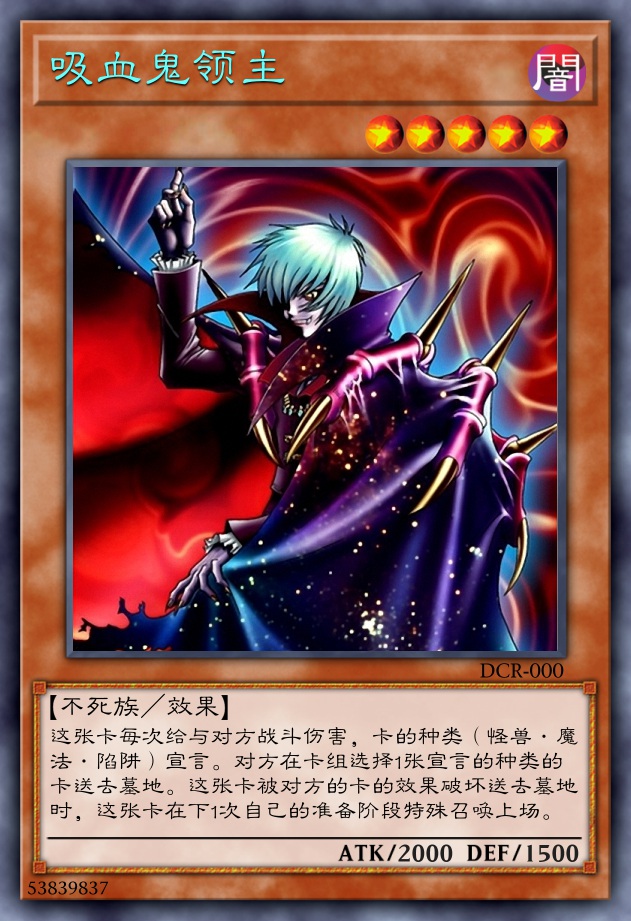 吸血鬼领主
闇
DCR-000
【不死族／效果】
这张卡每次给与对方战斗伤害，卡的种类（怪兽·魔
法·陷阱）宣言。对方在卡组选择1张宣言的种类的
卡送去墓地。这张卡被对方的卡的效果破坏送去墓地
时，这张卡在下1次自己的准备阶段特殊召唤上场。
ATK/2000 DEF/1500
53839837